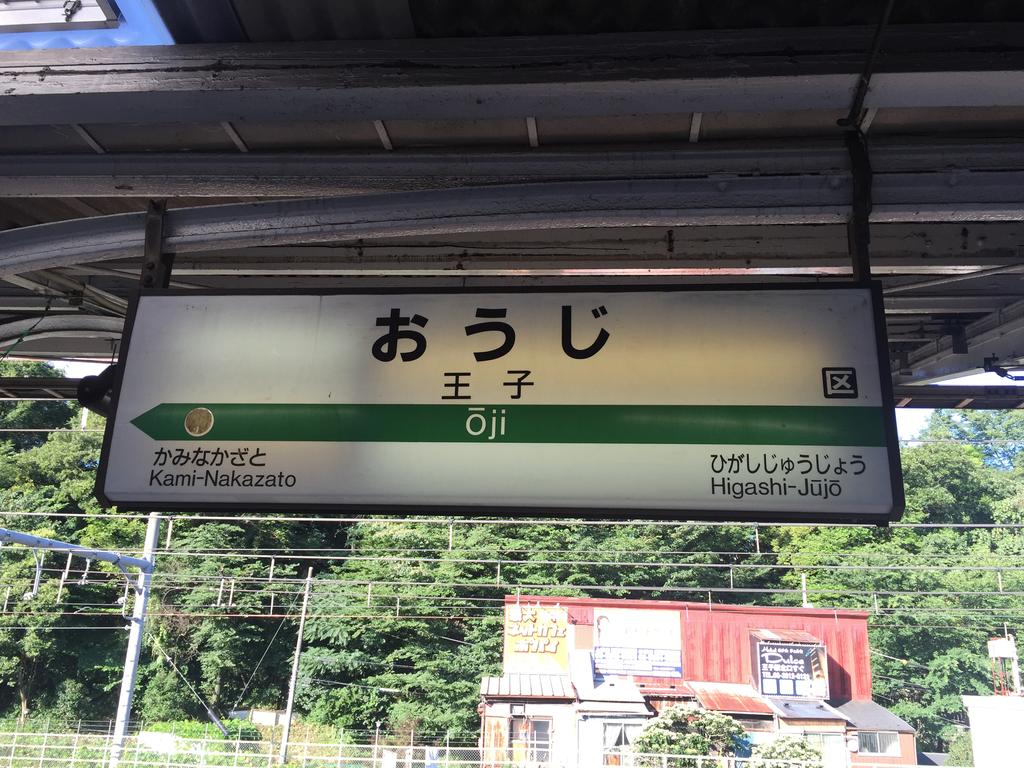 おうじ
王子
区
ōji
かみなかざと
Kami-Nakazato
ひがしじゅうじょう
Higashi-Jūjō
Dulce